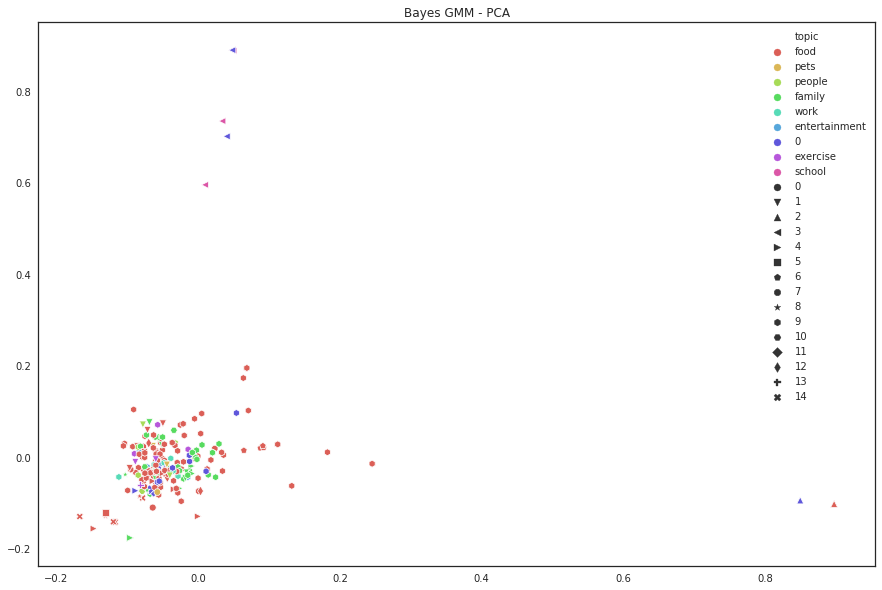 Bayes GMM - PCA
topic
food
pets
people
family
work
entertainment
0
exercise
school
0
1
2
3
4
5
6
7
8
9
10
11
12
13
14
0.8
0.6
0.4
0.2
0.0
−0.2
−0.2
0.0
0.2
0.4
0.6
0.8